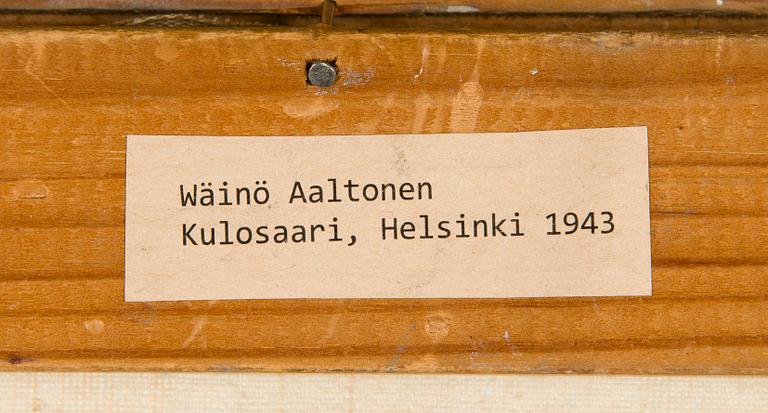 Wäinö Aaltonen
Kulosaari, Helsinki 1943